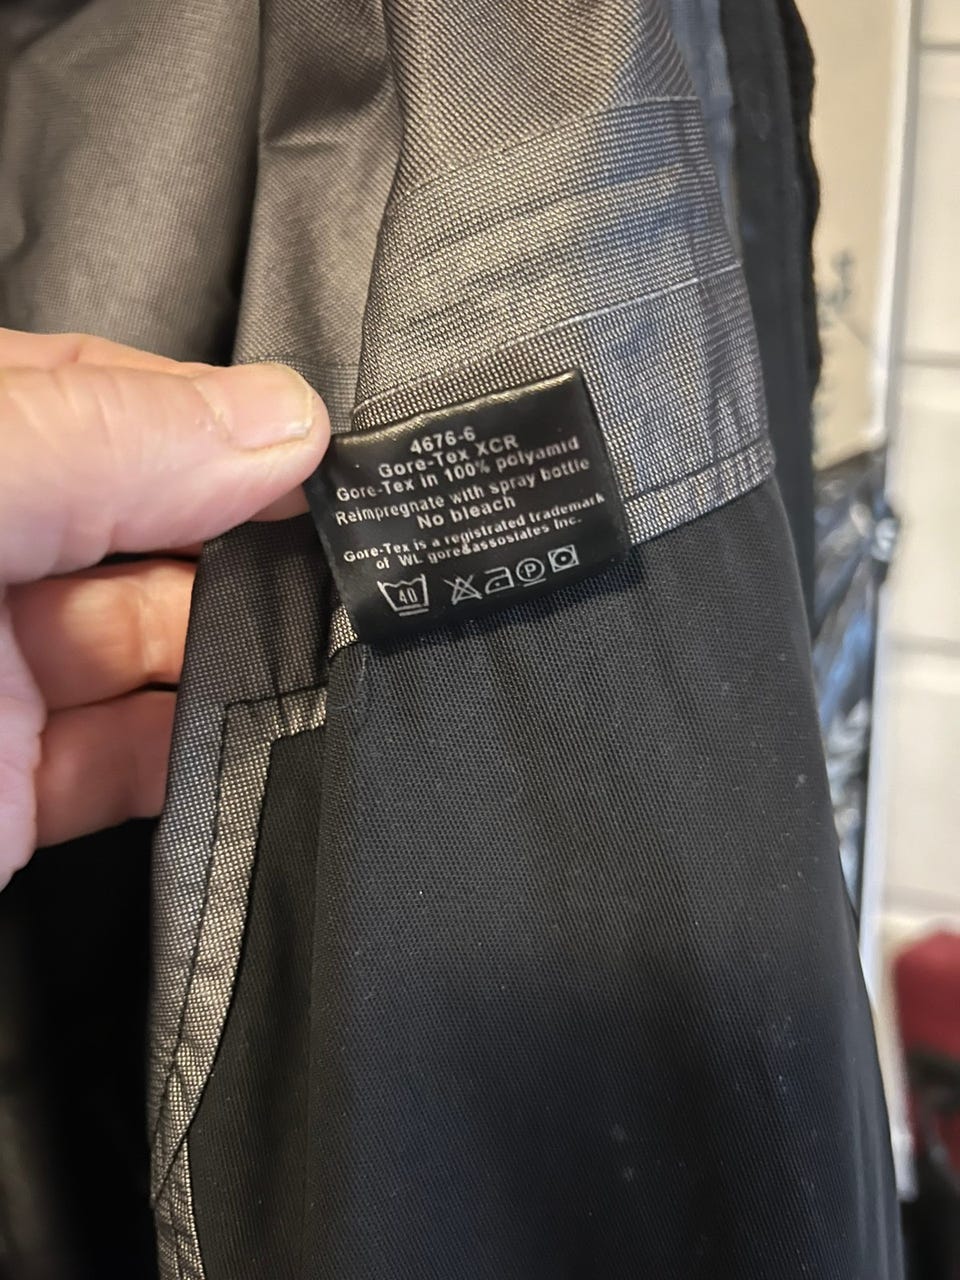 4676-6
Gore-Tex XCR
Gore-Tex in 100% polyamid
Reimpregnate with spray bottle
No bleach
Gore-Tex is a registrated trademark
of WL gore&assosiates Inc.
40 P